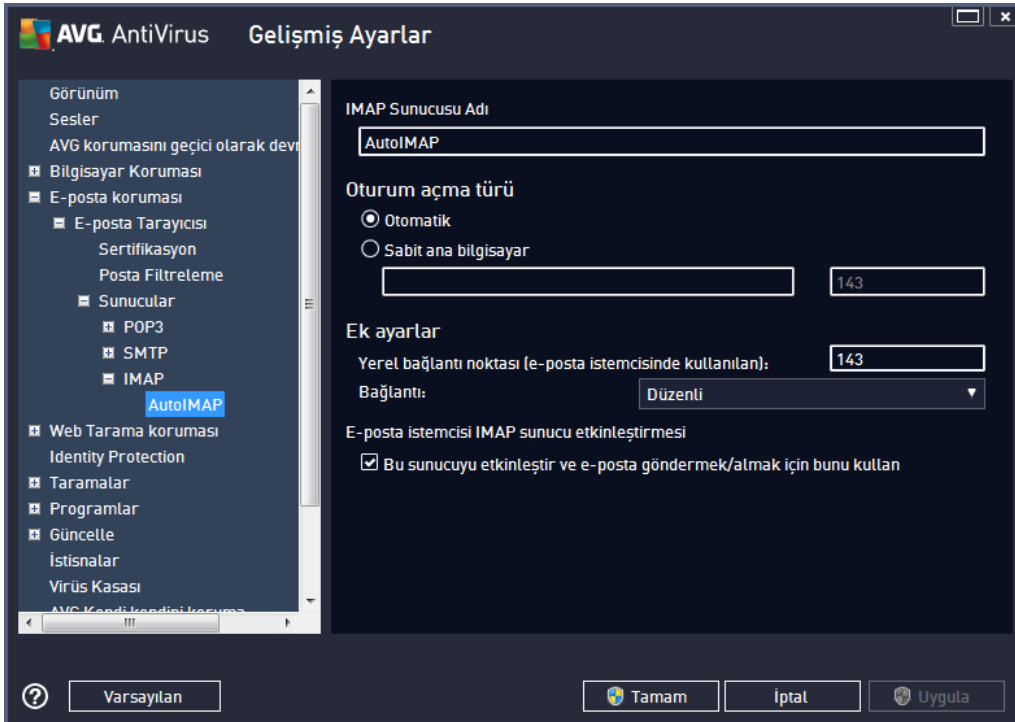 AVG. AntiVirus Gelişmiş Ayarlar
Görünüm
Sesler
AVG korumasını geçici olarak devr
Bilgisayar Koruması
E-posta koruması
E-posta Tarayıcısı
Sertifikasyon
Posta Filtreleme
Sunucular
POP3
SMTP
IMAP
AutoIMAP
Web Tarama koruması
Identity Protection
Taramalar
Programlar
Güncelle
İstisnalar
Virüs Kasası
AVG Kendi kendini koruma
IMAP Sunucusu Adı
AutoIMAP
Oturum açma türü
Otomatik
Sabit ana bilgisayar
143
Ek ayarlar
Yerel bağlantı noktası (e-posta istemcisinde kullanılan): 143
Bağlantı: Düzenli
E-posta istemcisi IMAP sunucu etkinleştirmesi
Bu sunucuyu etkinleştir ve e-posta göndermek/almak için bunu kullan
? Varsayılan Tamam İptal Uygula